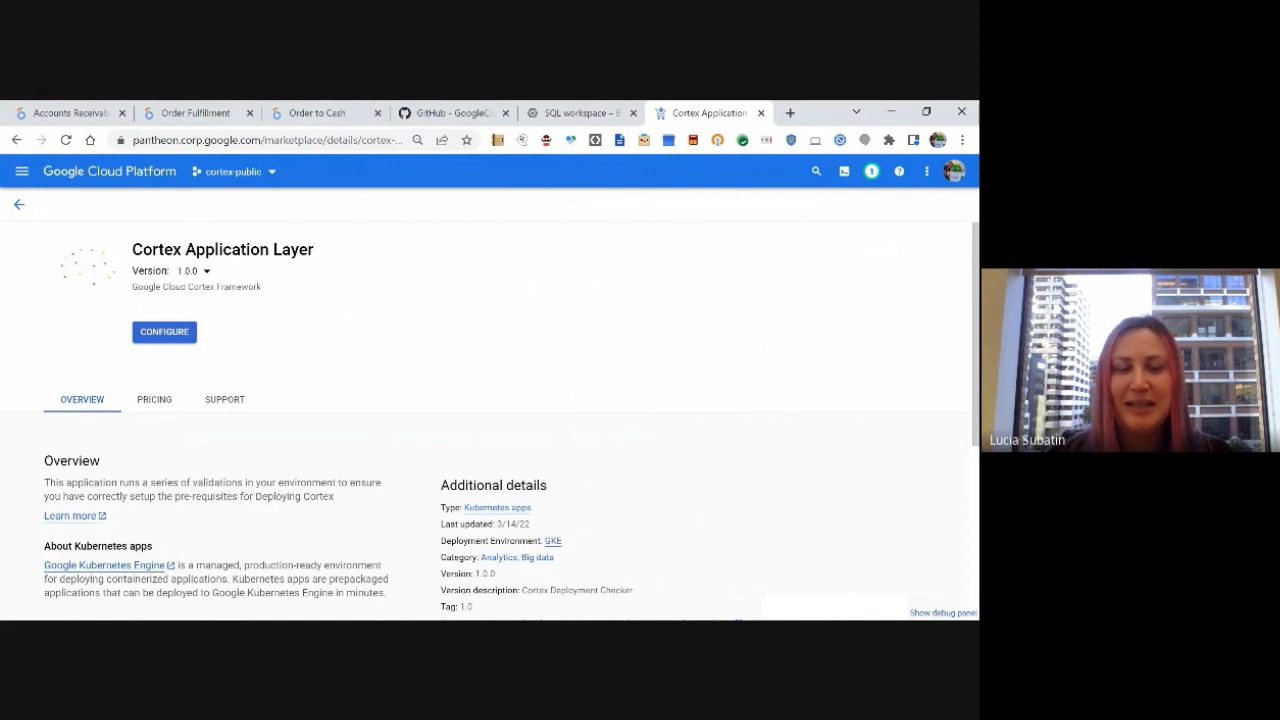 Accounts Receivab
Order Fulfillment
Order to Cash
GitHub - GoogleCl
SQL workspace – B
Cortex Application
pantheon.corp.google.com/marketplace/details/cortex-...
Google Cloud Platform
cortex-public
1
Cortex Application Layer
Version: 1.0.0
Google Cloud Cortex Framework
CONFIGURE
OVERVIEW
PRICING
SUPPORT
Overview
This application runs a series of validations in your environment to ensure
you have correctly setup the pre-requisites for Deploying Cortex
Learn more
About Kubernetes apps
Google Kubernetes Engine is a managed, production-ready environment
for deploying containerized applications. Kubernetes apps are prepackaged
applications that can be deployed to Google Kubernetes Engine in minutes.
Additional details
Type: Kubernetes apps
Last updated: 3/14/22
Deployment Environment: GKE
Category: Analytics, Big data
Version: 1.0.0
Version description: Cortex Deployment Checker
Tag: 1.0
Show debug panel
Lucia Subatin